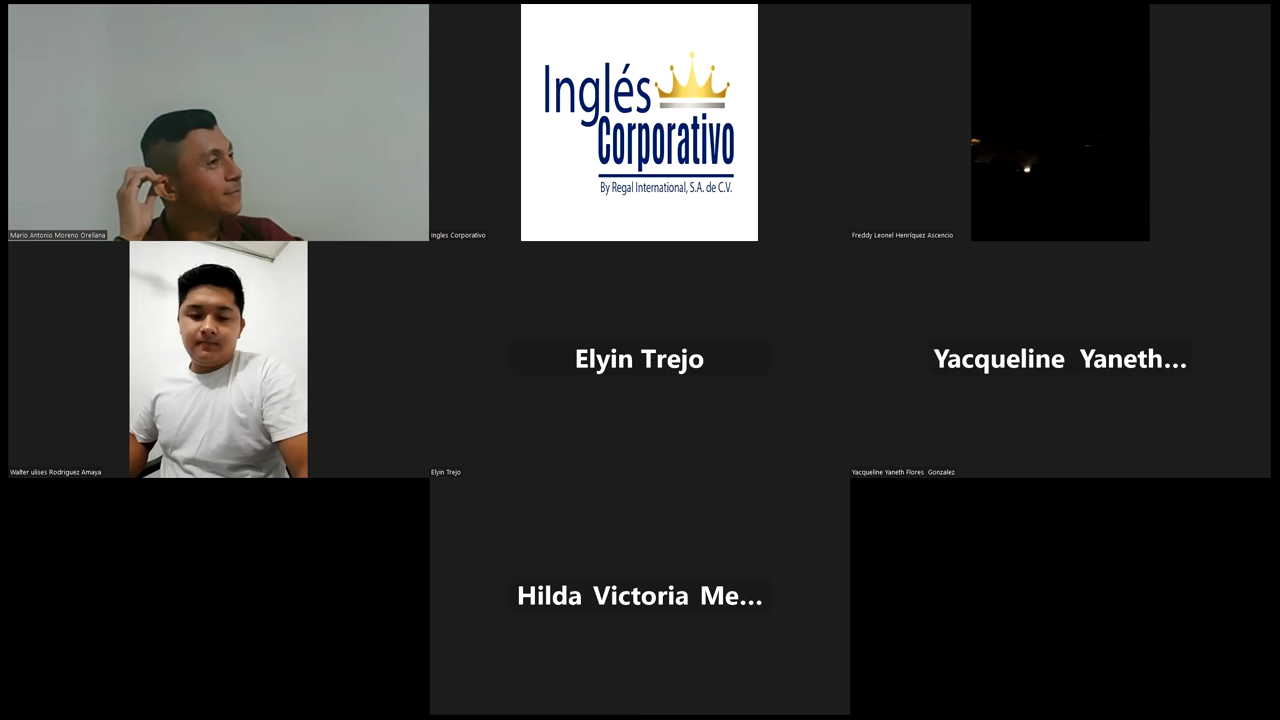 Inglés
Corporativo
By Regal International, S.A. de C.V.
Mario Antonio Moreno Orellana
Ingles Corporativo
Freddy Leonel Henríquez Ascencio
Elyin Trejo
Yacqueline Yaneth...
Walter ulises Rodriguez Amaya
Elyin Trejo
Yacqueline Yaneth Flores Gonzalez
Hilda Victoria Me...